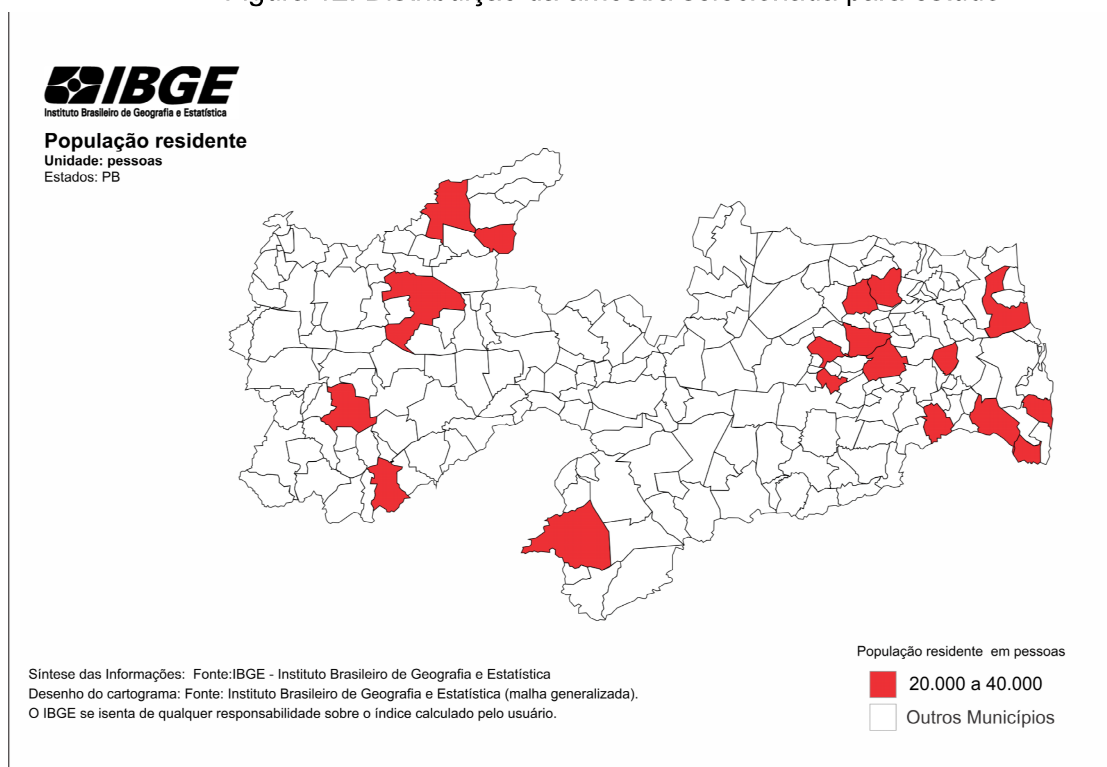 IBGE
Instituto Brasileiro de Geografia e Estatística
População residente
Unidade: pessoas
Estados: PB
População residente em pessoas
20.000 a 40.000
Outros Municípios
Síntese das Informações: Fonte:IBGE - Instituto Brasileiro de Geografia e Estatística
Desenho do cartograma: Fonte: Instituto Brasileiro de Geografia e Estatística (malha generalizada).
O IBGE se isenta de qualquer responsabilidade sobre o índice calculado pelo usuário.